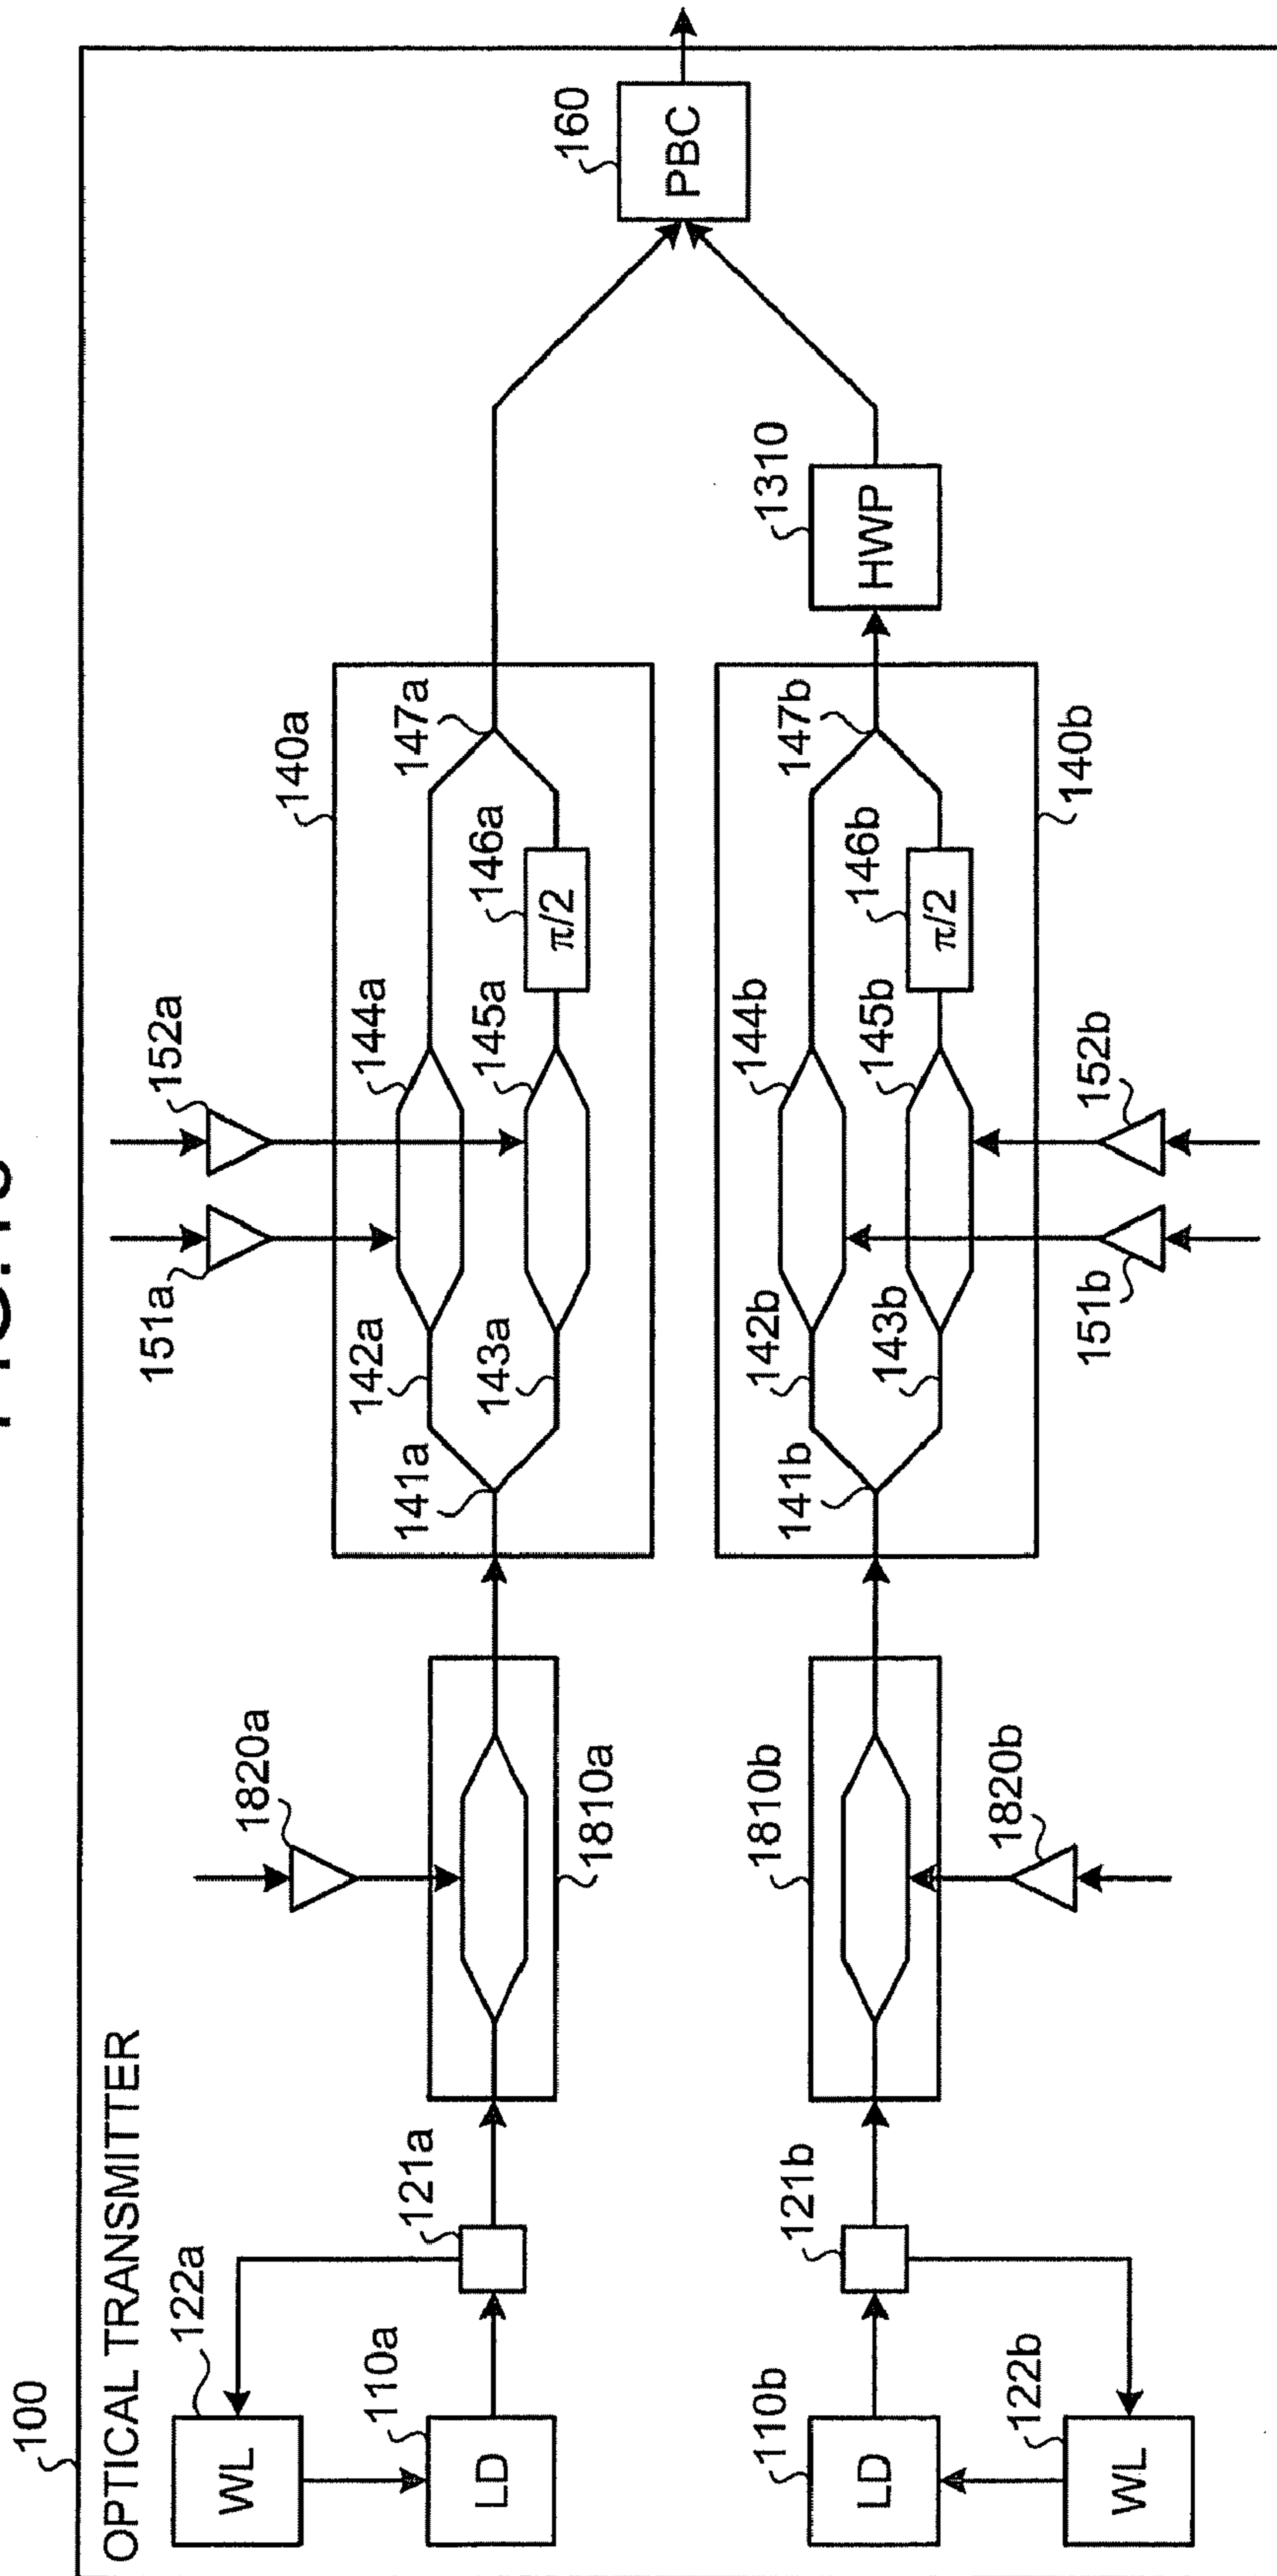 100
OPTICAL TRANSMITTER
122a
WL
110a
LD
121a
1820a
1810a
151a
152a
140a
141a
142a
143a
144a
145a
146a
π/2
147a
160
PBC
110b
LD
122b
WL
121b
1810b
1820b
141b
142b
143b
144b
145b
146b
π/2
147b
140b
151b
152b
1310
HWP